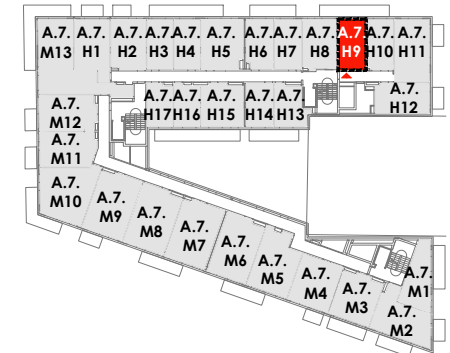 A.7. M13
A.7. H1
A.7. H2
A.7. H3
A.7. H4
A.7. H5
A.7. H6
A.7. H7
A.7. H8
A.7 H9
A.7. H10
A.7. H11
A.7. H12
A.7. H17
A.7. H16
A.7. H15
A.7. H14
A.7. H13
A.7. M12
A.7. M11
A.7. M10
A.7. M9
A.7. M8
A.7. M7
A.7. M6
A.7. M5
A.7. M4
A.7. M3
A.7. M2
A.7. M1